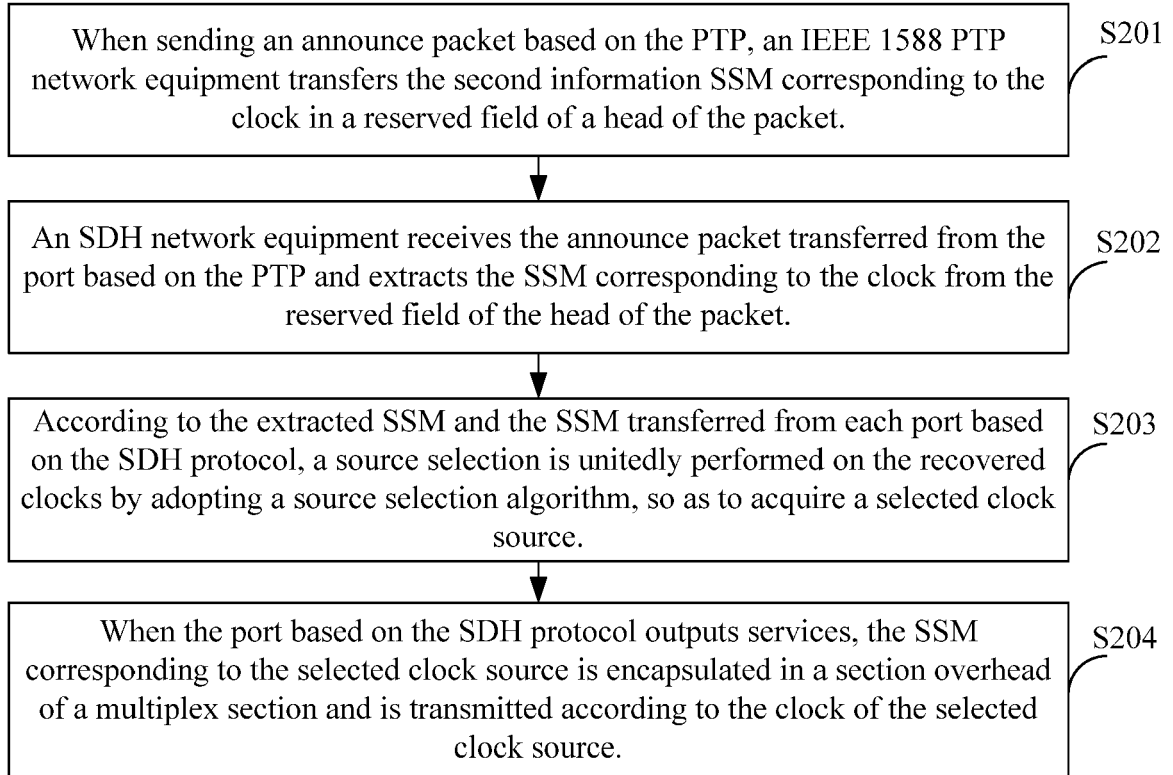 When sending an announce packet based on the PTP, an IEEE 1588 PTP
network equipment transfers the second information SSM corresponding to the
clock in a reserved field of a head of the packet.
S201
An SDH network equipment receives the announce packet transferred from the
port based on the PTP and extracts the SSM corresponding to the clock from the
reserved field of the head of the packet.
S202
According to the extracted SSM and the SSM transferred from each port based
on the SDH protocol, a source selection is unitedly performed on the recovered
clocks by adopting a source selection algorithm, so as to acquire a selected clock
source.
S203
When the port based on the SDH protocol outputs services, the SSM
corresponding to the selected clock source is encapsulated in a section overhead
of a multiplex section and is transmitted according to the clock of the selected
clock source.
S204